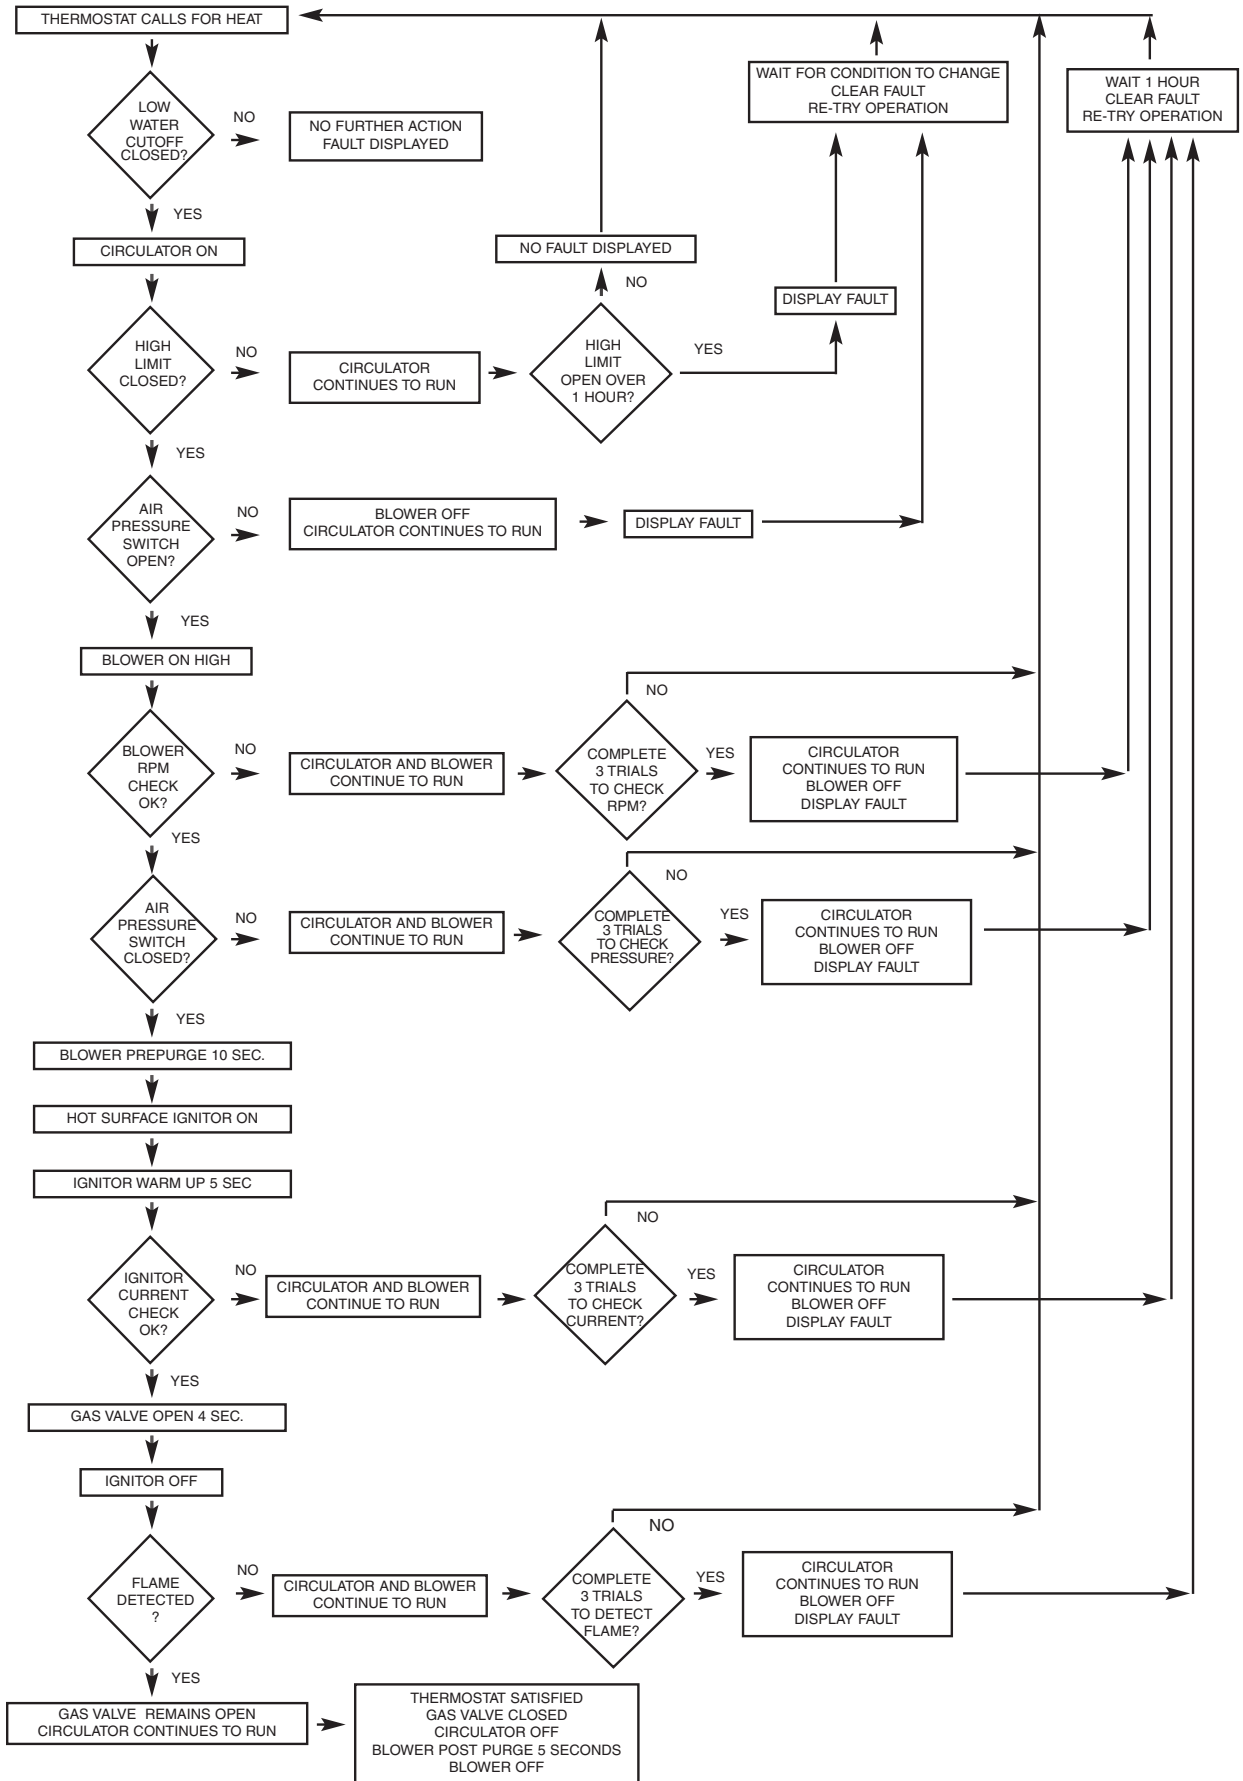 THERMOSTAT CALLS FOR HEAT
LOW
WATER
CUTOFF
CLOSED?
NO
NO FURTHER ACTION
FAULT DISPLAYED
WAIT FOR CONDITION TO CHANGE
CLEAR FAULT
RE-TRY OPERATION
WAIT 1 HOUR
CLEAR FAULT
RE-TRY OPERATION
YES
CIRCULATOR ON
NO FAULT DISPLAYED
NO
DISPLAY FAULT
HIGH
LIMIT
CLOSED?
NO
CIRCULATOR
CONTINUES TO RUN
HIGH
LIMIT
OPEN OVER
1 HOUR?
YES
YES
AIR
PRESSURE
SWITCH
OPEN?
NO
BLOWER OFF
CIRCULATOR CONTINUES TO RUN
DISPLAY FAULT
YES
BLOWER ON HIGH
NO
BLOWER
RPM
CHECK
OK?
NO
CIRCULATOR AND BLOWER
CONTINUE TO RUN
COMPLETE
3 TRIALS
TO CHECK
RPM?
YES
CIRCULATOR
CONTINUES TO RUN
BLOWER OFF
DISPLAY FAULT
YES
NO
AIR
PRESSURE
SWITCH
CLOSED?
NO
CIRCULATOR AND BLOWER
CONTINUE TO RUN
COMPLETE
3 TRIALS
TO CHECK
PRESSURE?
YES
CIRCULATOR
CONTINUES TO RUN
BLOWER OFF
DISPLAY FAULT
YES
BLOWER PREPURGE 10 SEC.
HOT SURFACE IGNITOR ON
IGNITOR WARM UP 5 SEC
NO
IGNITOR
CURRENT
CHECK
OK?
NO
CIRCULATOR AND BLOWER
CONTINUE TO RUN
COMPLETE
3 TRIALS
TO CHECK
CURRENT?
YES
CIRCULATOR
CONTINUES TO RUN
BLOWER OFF
DISPLAY FAULT
YES
GAS VALVE OPEN 4 SEC.
IGNITOR OFF
NO
FLAME
DETECTED
?
NO
CIRCULATOR AND BLOWER
CONTINUE TO RUN
COMPLETE
3 TRIALS
TO DETECT
FLAME?
YES
CIRCULATOR
CONTINUES TO RUN
BLOWER OFF
DISPLAY FAULT
YES
GAS VALVE REMAINS OPEN
CIRCULATOR CONTINUES TO RUN
THERMOSTAT SATISFIED
GAS VALVE CLOSED
CIRCULATOR OFF
BLOWER POST PURGE 5 SECONDS
BLOWER OFF